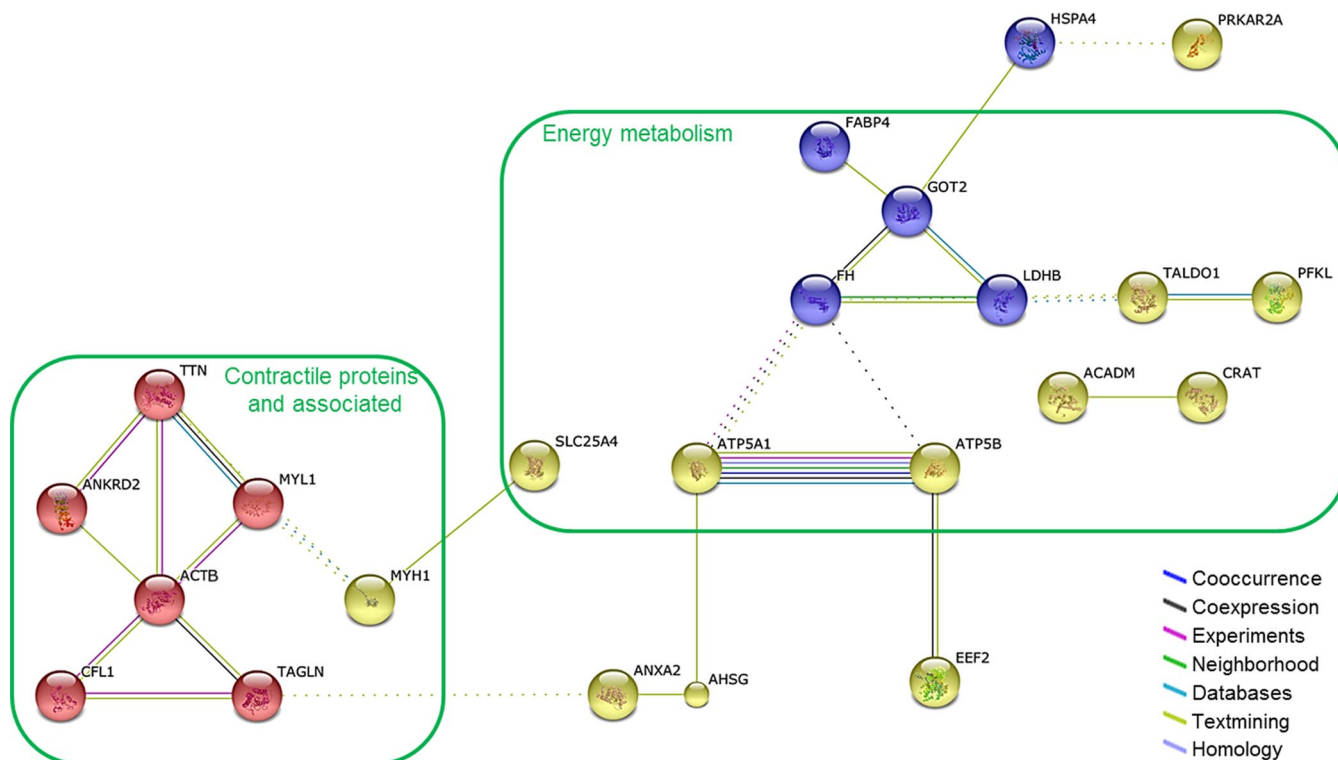 HSPA4
PRKAR2A
Energy metabolism
FABP4
GOT2
FH
LDHB
TALDO1
PFKL
ACADM
CRAT
TTN
Contractile proteins
and associated
SLC25A4
ATP5A1
ATP5B
ANKRD2
MYL1
ACTB
MYH1
CFL1
TAGLN
ANXA2
AHSG
EEF2
Cooccurrence
Coexpression
Experiments
Neighborhood
Databases
Textmining
Homology